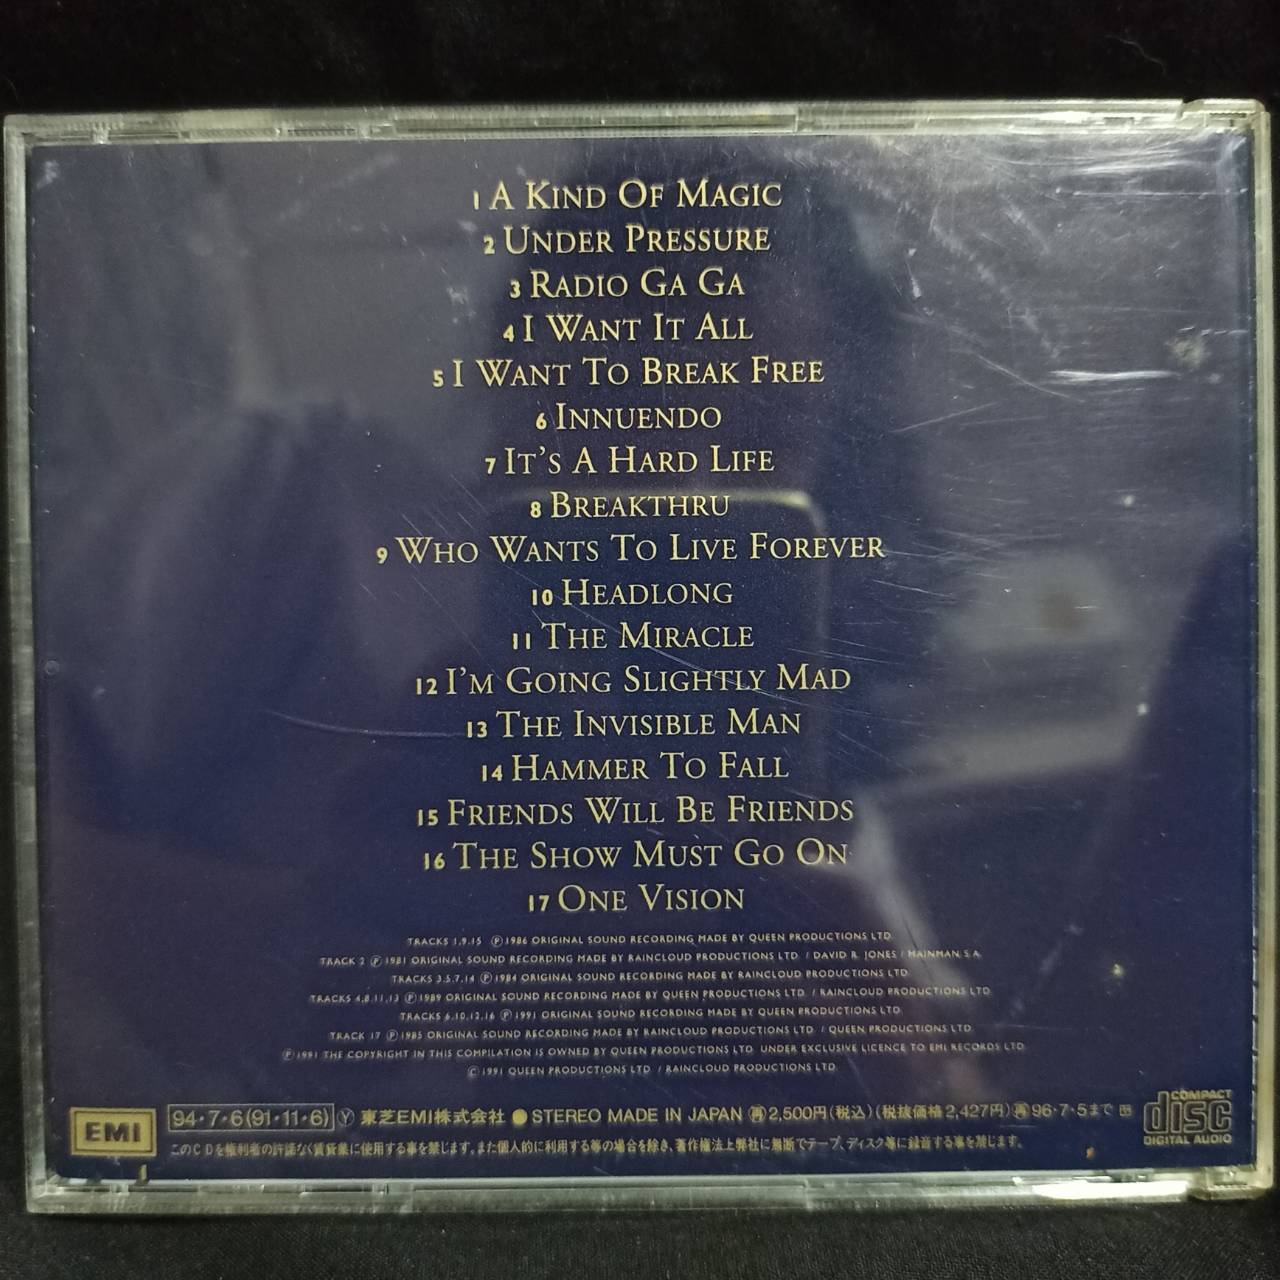 1 A KIND OF MAGIC
2 UNDER PRESSURE
3 RADIO GA GA
4 I WANT IT ALL
5 I WANT TO BREAK FREE
6 INNUENDO
7 IT'S A HARD LIFE
8 BREAKTHRU
9 WHO WANTS TO LIVE FOREVER
10 HEADLONG
11 THE MIRACLE
12 I'M GOING SLIGHTLY MAD
13 THE INVISIBLE MAN
14 HAMMER TO FALL
15 FRIENDS WILL BE FRIENDS
16 THE SHOW MUST GO ON
17 ONE VISION
TRACKS 1.9.15 ℗1986 ORIGINAL SOUND RECORDING MADE BY QUEEN PRODUCTIONS LTD
TRACK 2 ℗1981 ORIGINAL SOUND RECORDING MADE BY RAINCLOUD PRODUCTIONS LTD / DAVID R. JONES / MAINMAN S.A
TRACKS 3.5.7.14 ℗1984 ORIGINAL SOUND RECORDING MADE BY RAINCLOUD PRODUCTIONS LTD
TRACKS 4.8.11.13 ℗1989 ORIGINAL SOUND RECORDING MADE BY QUEEN PRODUCTIONS LTD / RAINCLOUD PRODUCTIONS LTD
TRACKS 6.10.12.16 ℗1991 ORIGINAL SOUND RECORDING MADE BY QUEEN PRODUCTIONS LTD
TRACK 17 ℗1985 ORIGINAL SOUND RECORDING MADE BY RAINCLOUD PRODUCTIONS LTD / QUEEN PRODUCTIONS LTD
℗1991 THE COPYRIGHT IN THIS COMPILATION IS OWNED BY QUEEN PRODUCTIONS LTD UNDER EXCLUSIVE LICENCE TO EMI RECORDS LTD
©1991 QUEEN PRODUCTIONS LTD / RAINCLOUD PRODUCTIONS LTD
EMI
94・7・6(91・11・6) Ⓨ 東芝EMI株式会社 ● STEREO MADE IN JAPAN 再2,500円(税込)(税抜価格2,427円)再96・7・5まで
このCDを権利者の許諾なく賃貸業に使用する事を禁じます。また個人的に利用する等の場合を除き、著作権法上弊社に無断でテープ、ディスク等に録音する事を禁じます。
COMPACT
disc
DIGITAL AUDIO